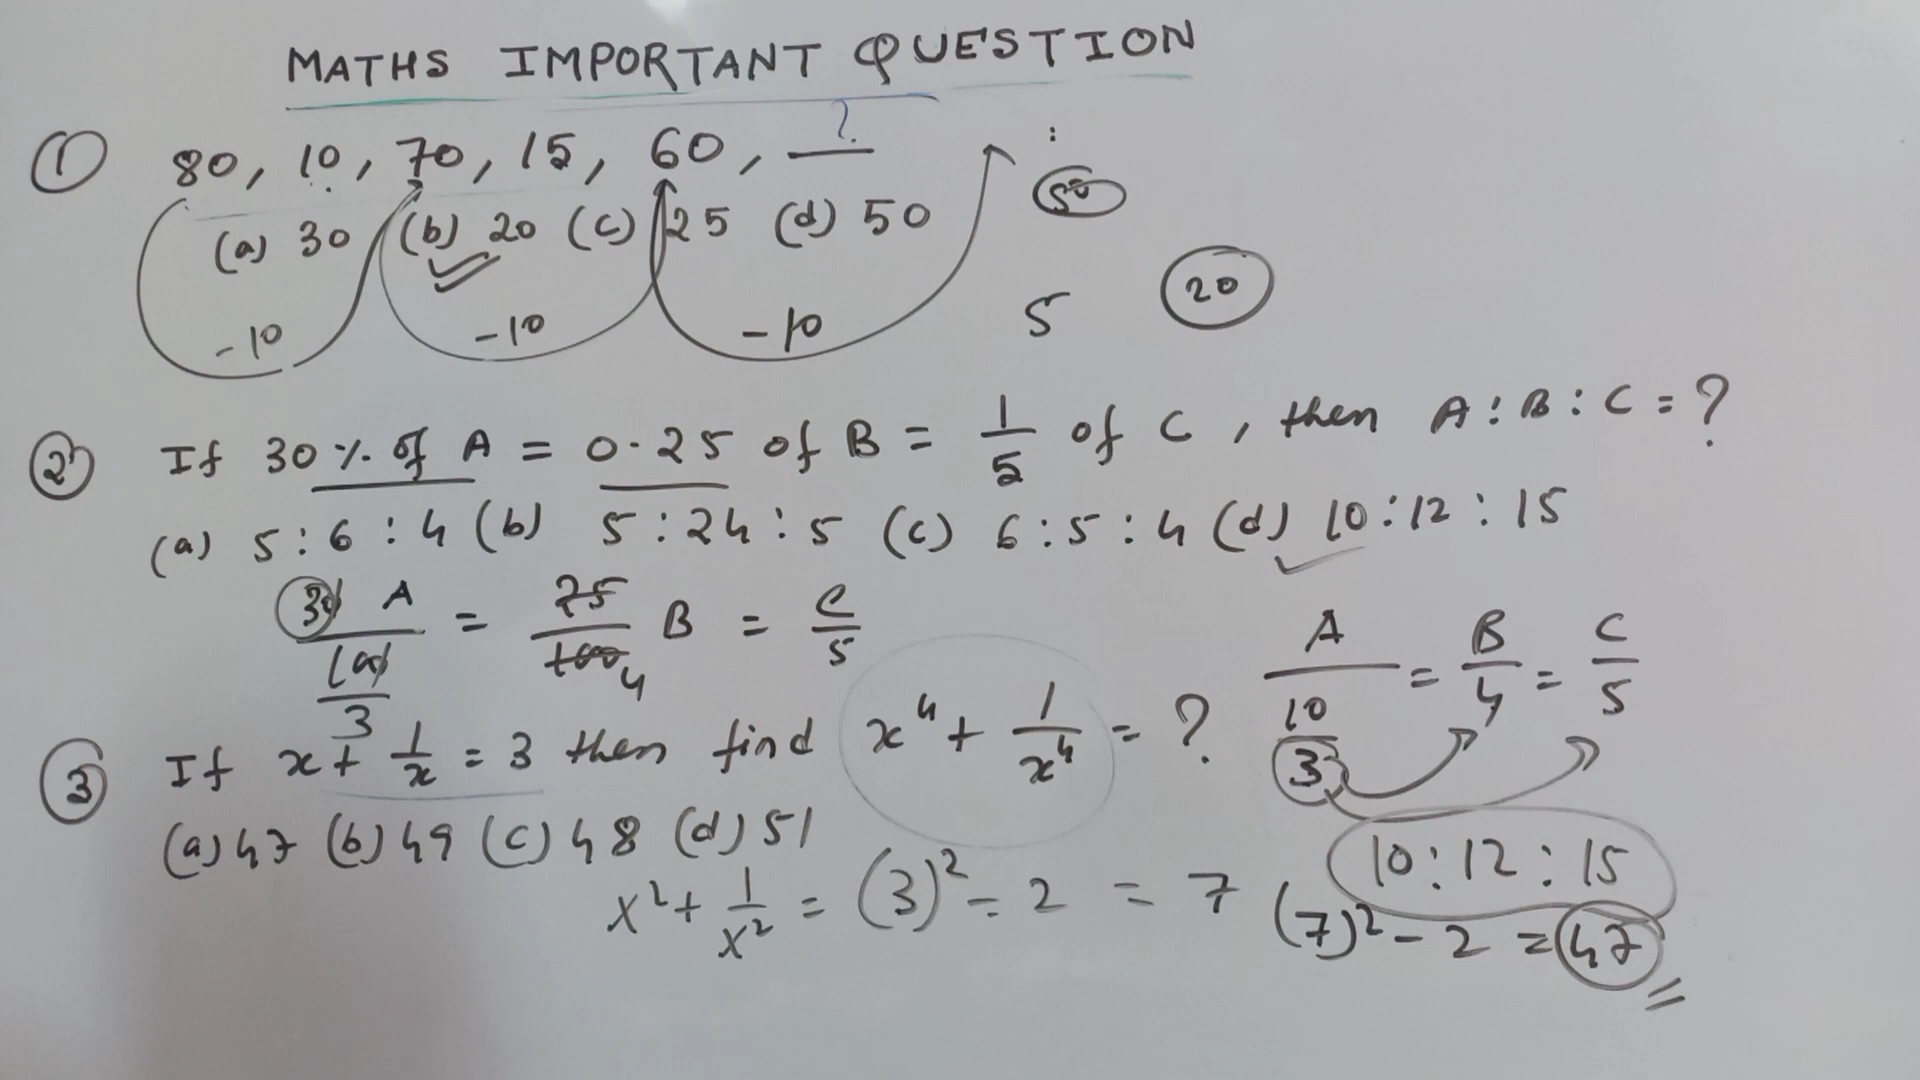 MATHS IMPORTANT QUESTION
① 80, 10, 70, 15, 60, ?
(a) 30 (b) 20 (c) 25 (d) 50
50
-10 -10 -10 5 20
② If 30% of A = 0.25 of B = 1/5 of C, then A:B:C = ?
(a) 5:6:4 (b) 5:24:5 (c) 6:5:4 (d) 10:12:15
30 A/100 = 25/100 B = C/5
3 4
A/(10/3) = B/4 = C/5
③ If x + 1/x = 3 then find x⁴ + 1/x⁴ = ?
(a) 47 (b) 49 (c) 48 (d) 51
10:12:15
x² + 1/x² = (3)² - 2 = 7 (7)² - 2 = 47